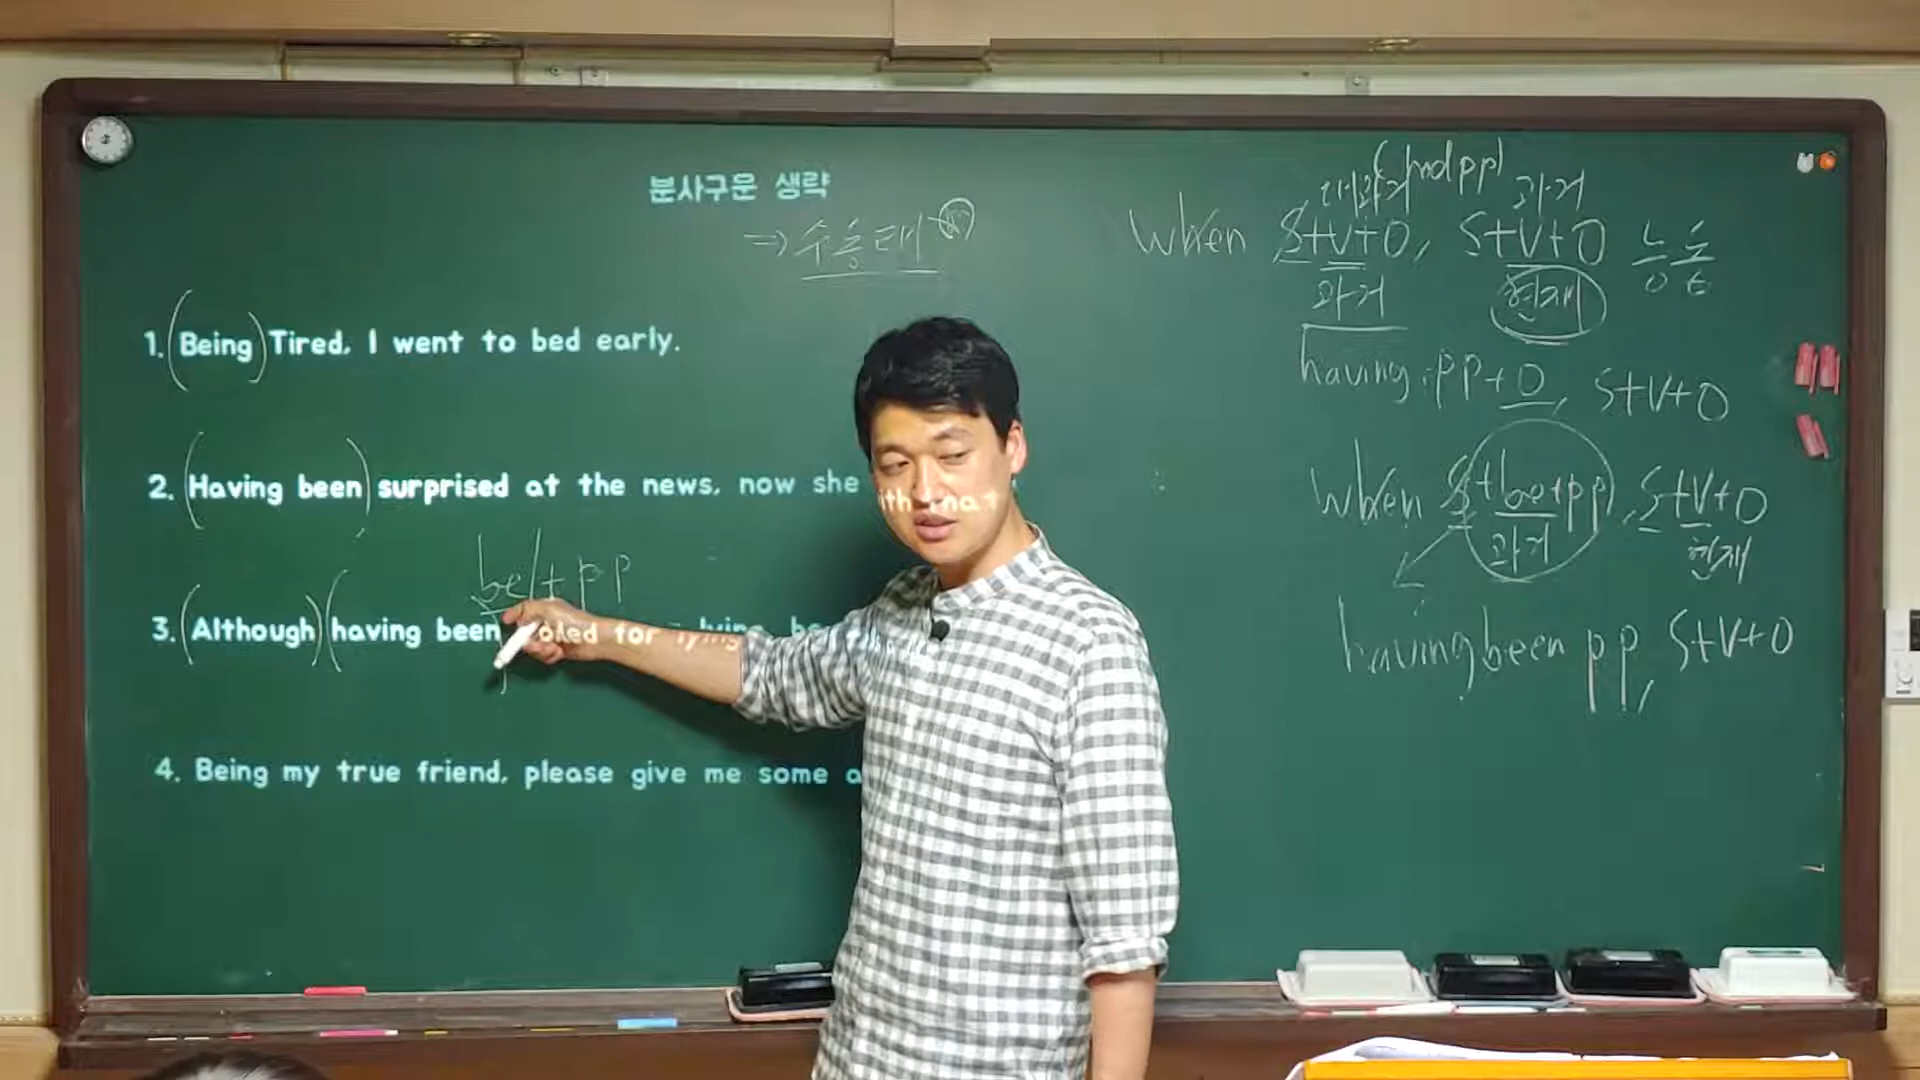 분사구문 생략
⇒ 수동태
1. (Being) Tired, I went to bed early.
2. (Having been) surprised at the news, now she
be + pp
3. (Although) (having been for lying
4. Being my true friend, please give me some a
(had pp)
대과거 과거
When S+V+O, S+V+O 능동
과거 현재
having pp+O, S+V+O
When S+be+pp, S+V+O
과거 현재
having been pp, S+V+O